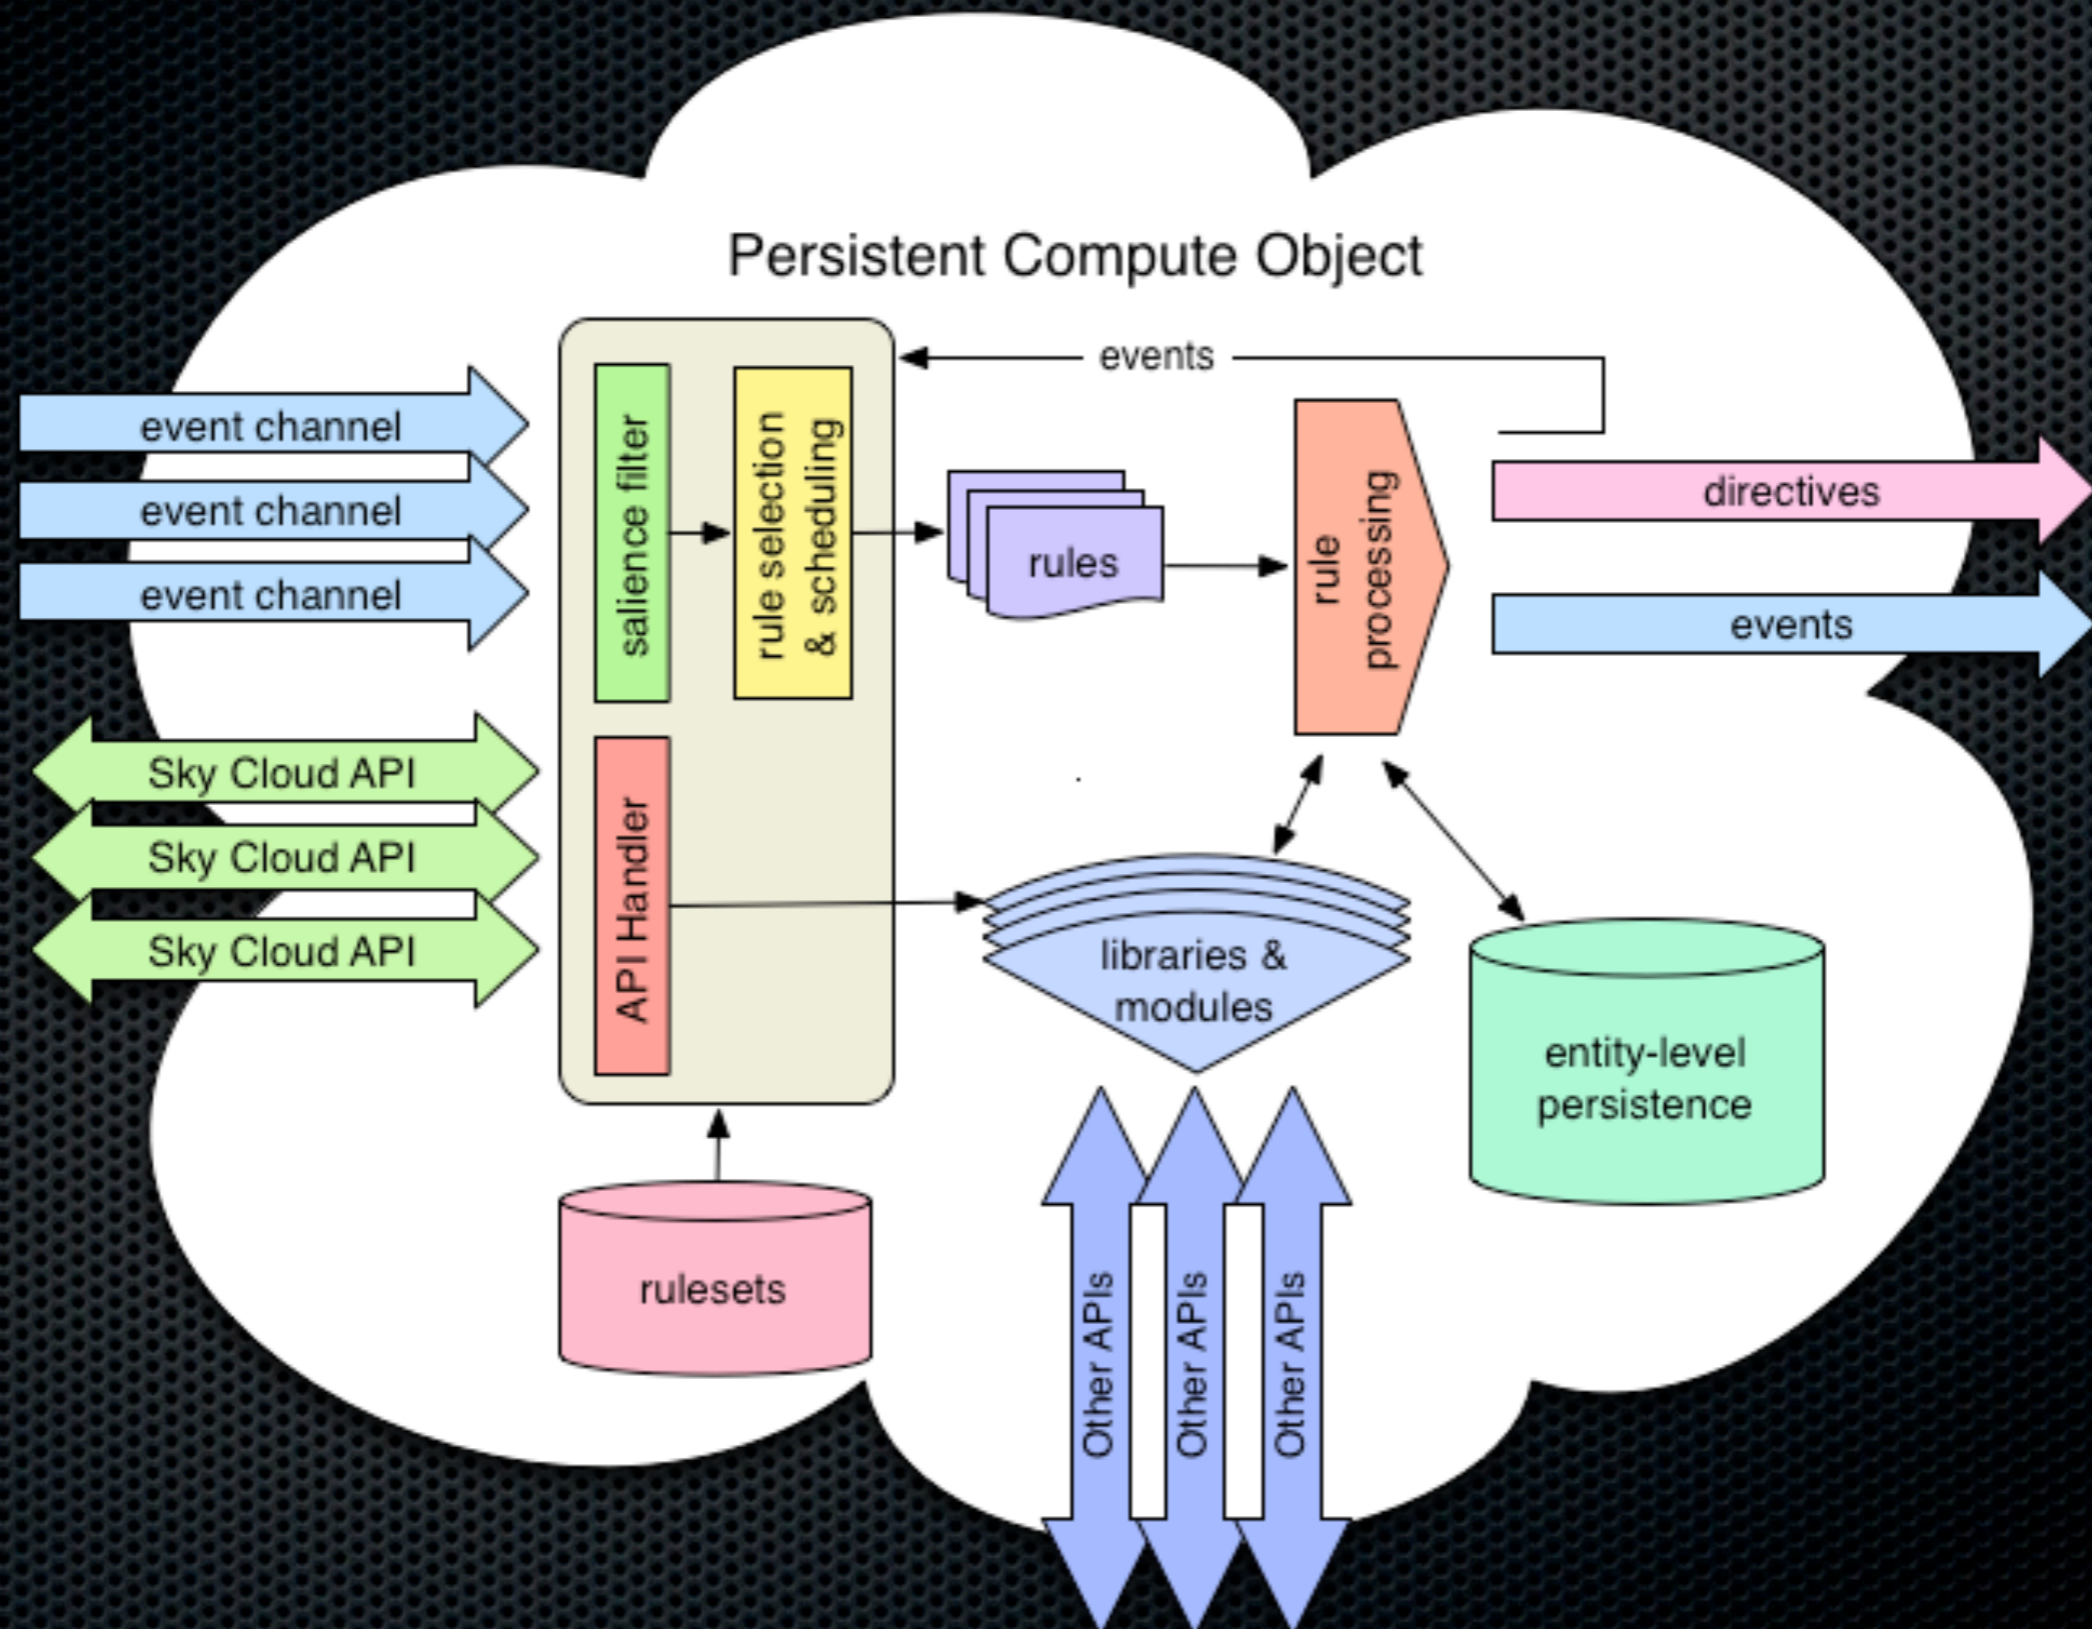 Persistent Compute Object
events
event channel
event channel
event channel
salience filter
rule selection
& scheduling
rules
rule
processing
directives
events
Sky Cloud API
Sky Cloud API
Sky Cloud API
API Handler
libraries &
modules
entity-level
persistence
rulesets
Other APIs
Other APIs
Other APIs